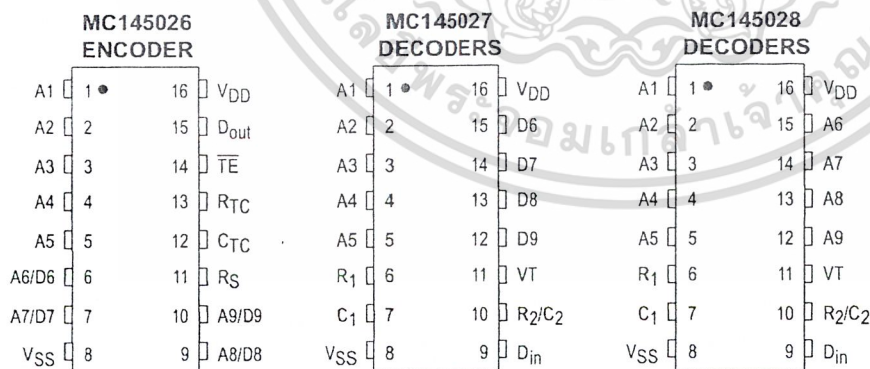 MC145026
ENCODER
A1 1 16 VDD
A2 2 15 Dout
A3 3 14 TE
A4 4 13 RTC
A5 5 12 CTC
A6/D6 6 11 RS
A7/D7 7 10 A9/D9
VSS 8 9 A8/D8
MC145027
DECODERS
A1 1 16 VDD
A2 2 15 D6
A3 3 14 D7
A4 4 13 D8
A5 5 12 D9
R1 6 11 VT
C1 7 10 R2/C2
VSS 8 9 Din
MC145028
DECODERS
A1 1 16 VDD
A2 2 15 A6
A3 3 14 A7
A4 4 13 A8
A5 5 12 A9
R1 6 11 VT
C1 7 10 R2/C2
VSS 8 9 Din